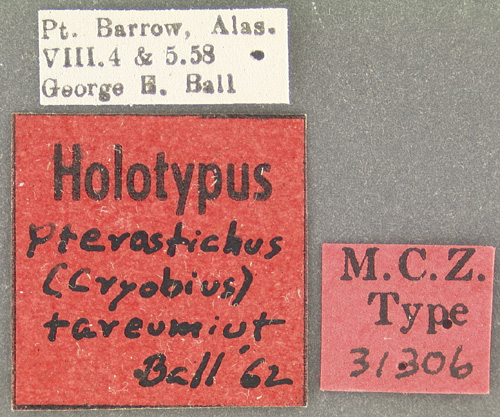 Pt. Barrow, Alas.
VIII.4 & 5.58
George E. Ball
Holotypus
Pterostichus
(Cryobius)
tareumiut
Ball '62
M.C.Z.
Type
31306